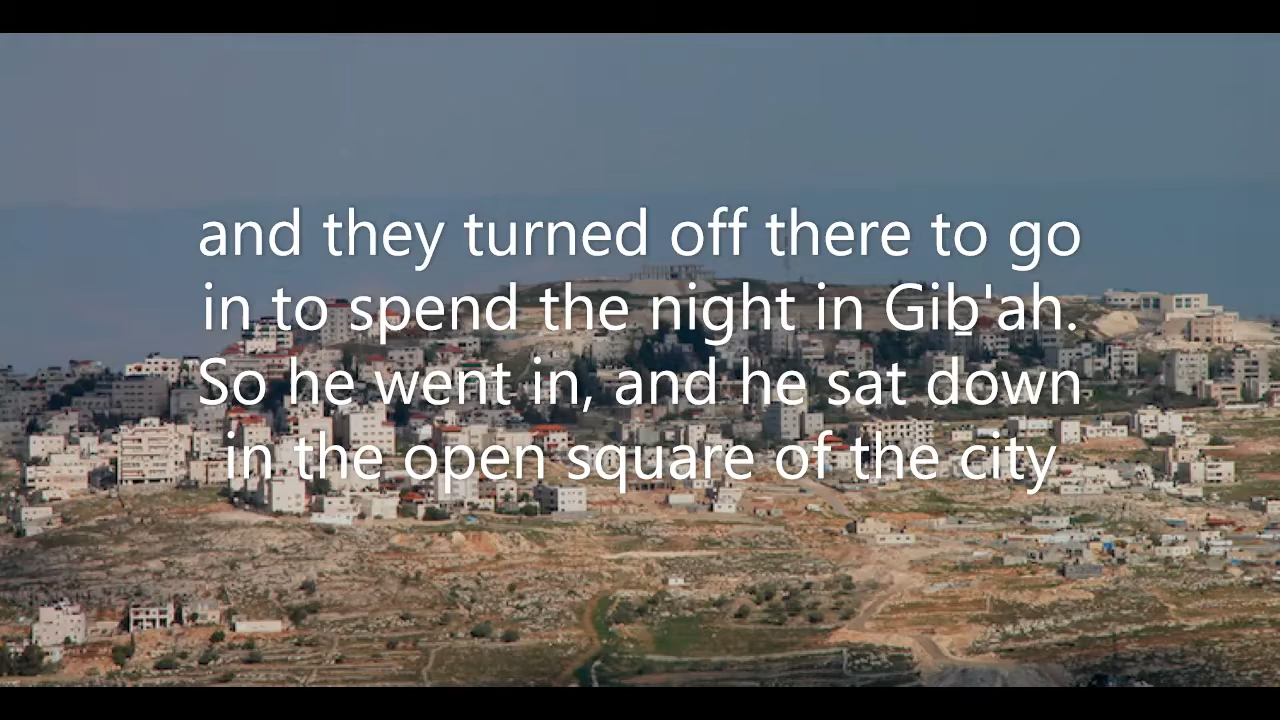 and they turned off there to go
in to spend the night in Giḇ'ah.
So he went in, and he sat down
in the open square of the city